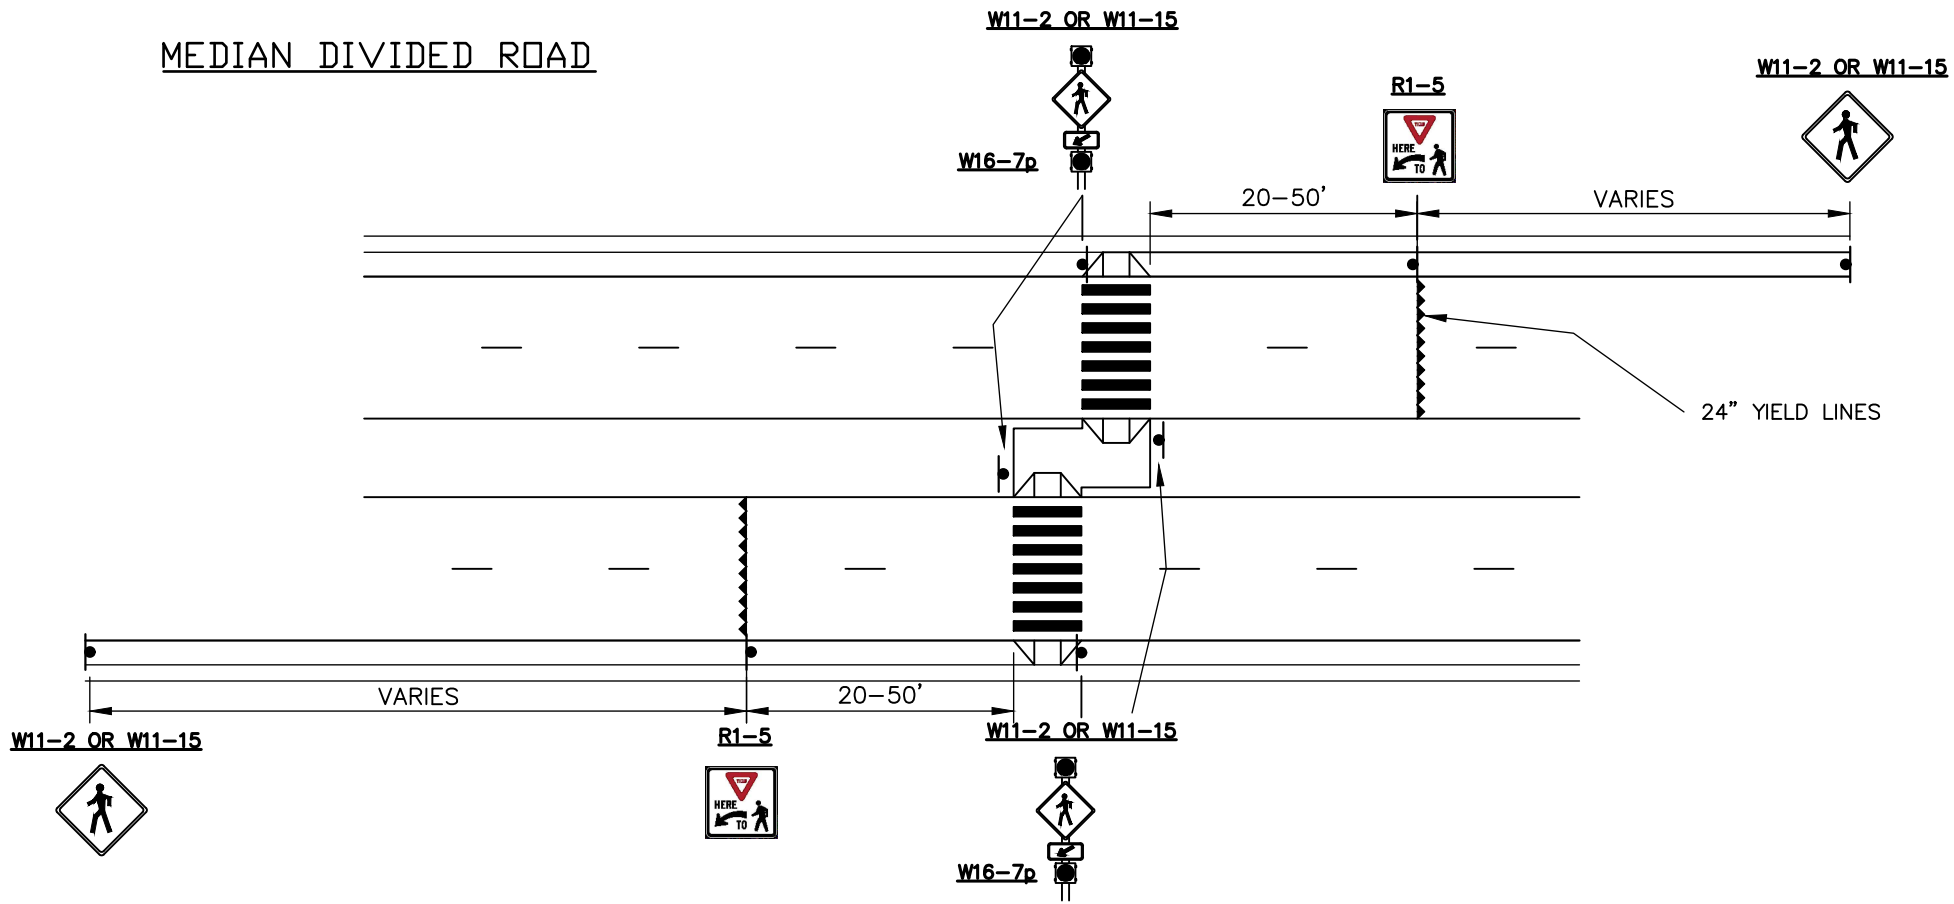 W11-2 OR W11-15
MEDIAN DIVIDED ROAD
W11-2 OR W11-15
R1-5
YIELD
HERE
TO
W16-7p
20-50'
VARIES
24" YIELD LINES
VARIES
20-50'
W11-2 OR W11-15
R1-5
W11-2 OR W11-15
YIELD
HERE
TO
W16-7p